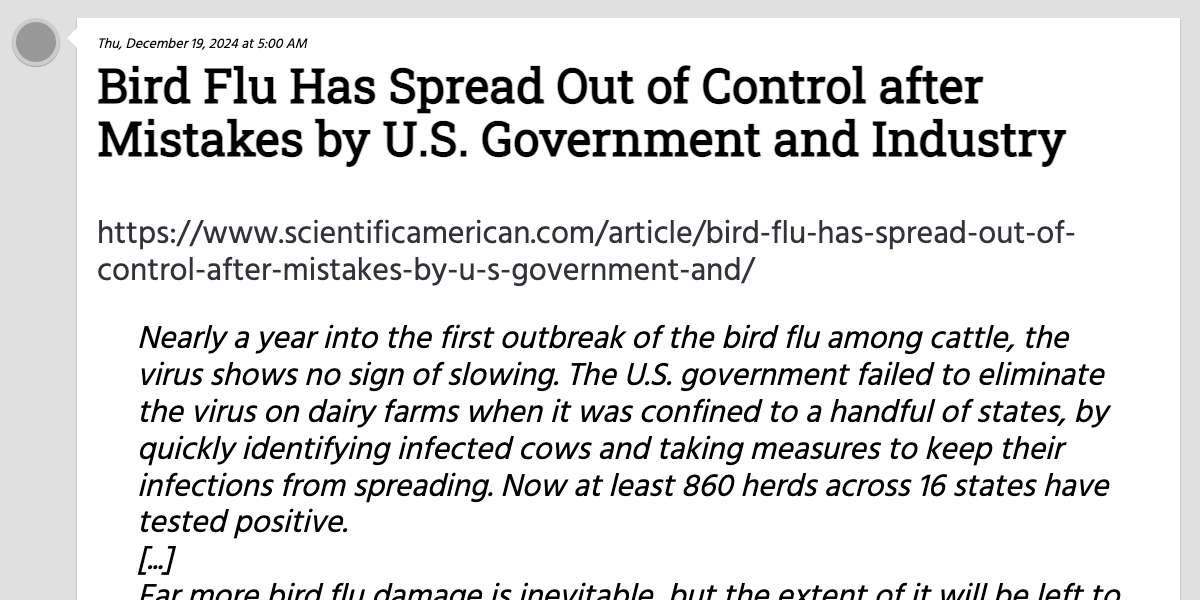 Thu, December 19, 2024 at 5:00 AM
Bird Flu Has Spread Out of Control after
Mistakes by U.S. Government and Industry
https://www.scientificamerican.com/article/bird-flu-has-spread-out-of-
control-after-mistakes-by-u-s-government-and/
Nearly a year into the first outbreak of the bird flu among cattle, the
virus shows no sign of slowing. The U.S. government failed to eliminate
the virus on dairy farms when it was confined to a handful of states, by
quickly identifying infected cows and taking measures to keep their
infections from spreading. Now at least 860 herds across 16 states have
tested positive.
[...]
Far more bird flu damage is inevitable, but the extent of it will be left to